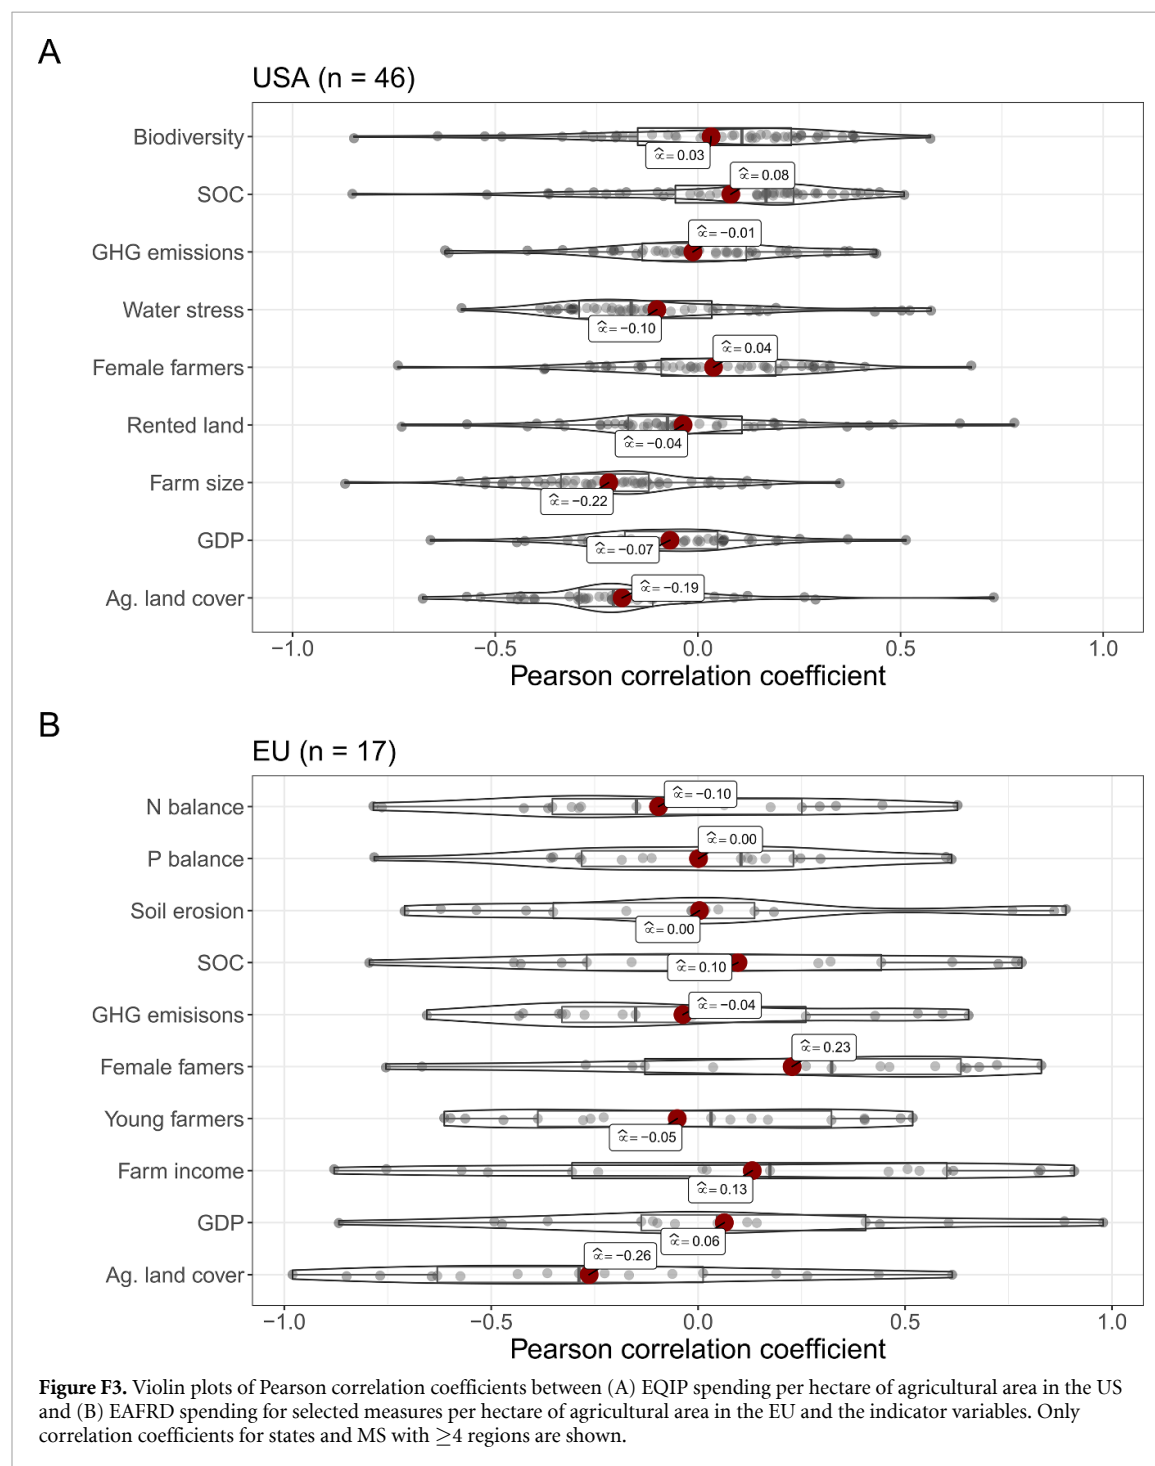 A
USA (n = 46)
Biodiversity
∝̂ = 0.03
∝̂ = 0.08
SOC
∝̂ = −0.01
GHG emissions
Water stress
∝̂ = −0.10
∝̂ = 0.04
Female farmers
Rented land
∝̂ = −0.04
Farm size
∝̂ = −0.22
GDP
∝̂ = −0.07
∝̂ = −0.19
Ag. land cover
−1.0 −0.5 0.0 0.5 1.0
Pearson correlation coefficient
B
EU (n = 17)
∝̂ = −0.10
N balance
∝̂ = 0.00
P balance
Soil erosion
∝̂ = 0.00
SOC
∝̂ = 0.10
∝̂ = −0.04
GHG emisisons
∝̂ = 0.23
Female famers
Young farmers
∝̂ = −0.05
Farm income
∝̂ = 0.13
GDP
∝̂ = 0.06
∝̂ = −0.26
Ag. land cover
−1.0 −0.5 0.0 0.5 1.0
Pearson correlation coefficient
Figure F3. Violin plots of Pearson correlation coefficients between (A) EQIP spending per hectare of agricultural area in the US
and (B) EAFRD spending for selected measures per hectare of agricultural area in the EU and the indicator variables. Only
correlation coefficients for states and MS with ≥4 regions are shown.